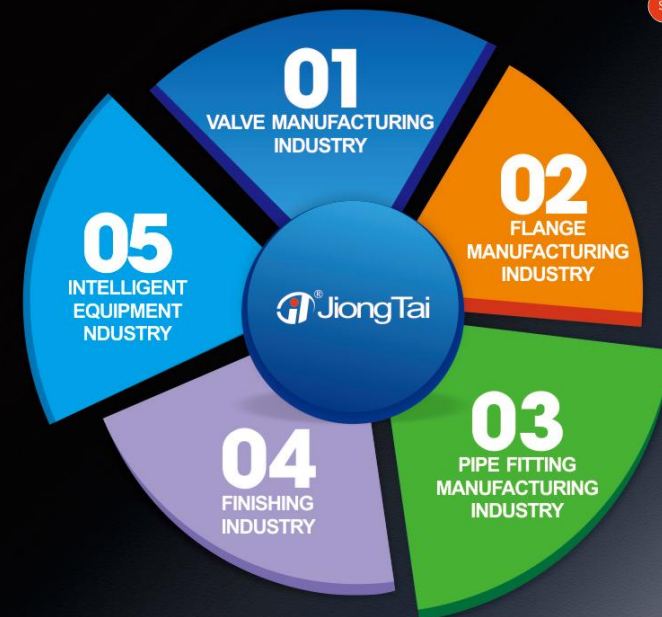 01
VALVE MANUFACTURING
INDUSTRY
02
FLANGE
MANUFACTURING
INDUSTRY
03
PIPE FITTING
MANUFACTURING
INDUSTRY
04
FINISHING
INDUSTRY
05
INTELLIGENT
EQUIPMENT
NDUSTRY
®JiongTai